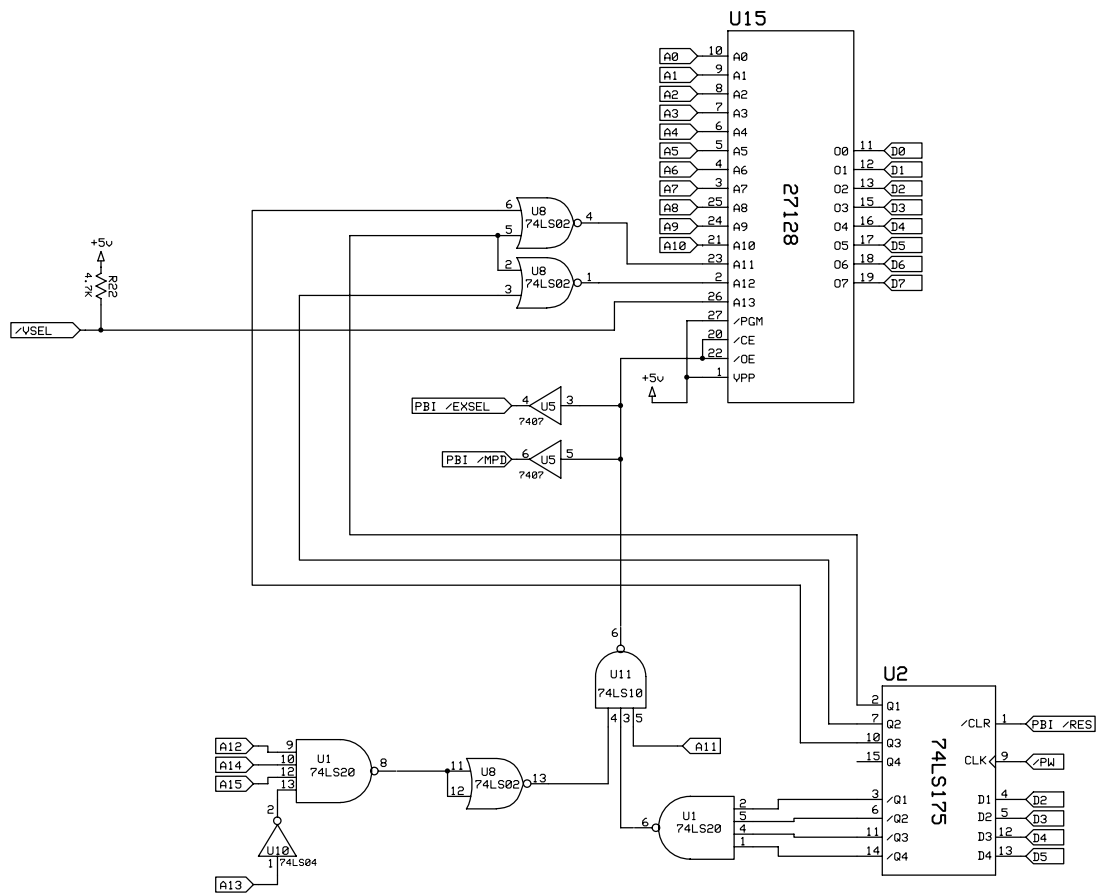 U15
A0 10 A0
A1 9 A1
A2 8 A2
A3 7 A3
A4 6 A4
A5 5 A5
A6 4 A6
A7 3 A7
A8 25 A8
A9 24 A9
A10 21 A10
23 A11
2 A12
26 A13
27 /PGM
20 /CE
22 /OE
1 VPP
27128
O0 11 D0
O1 12 D1
O2 13 D2
O3 15 D3
O4 16 D4
O5 17 D5
O6 18 D6
O7 19 D7
6 U8 4
5 74LS02
2 U8 1
3 74LS02
+5v
R22
4.7K
/VSEL
+5v
PBI /EXSEL 4 U5 3
7407
PBI /MPD 6 U5 5
7407
6
U11
74LS10
4 3 5
A11
A12 9
A14 10
A15 12
13
U1
74LS20
8
2
U10
74LS04
1
A13
11 U8 13
12 74LS02
6 U1
74LS20
2
5
4
1
U2
74LS175
2 Q1
7 Q2
10 Q3
15 Q4
3 /Q1
6 /Q2
11 /Q3
14 /Q4
/CLR 1 PBI /RES
CLK 9 /PW
D1 4 D2
D2 5 D3
D3 12 D4
D4 13 D5